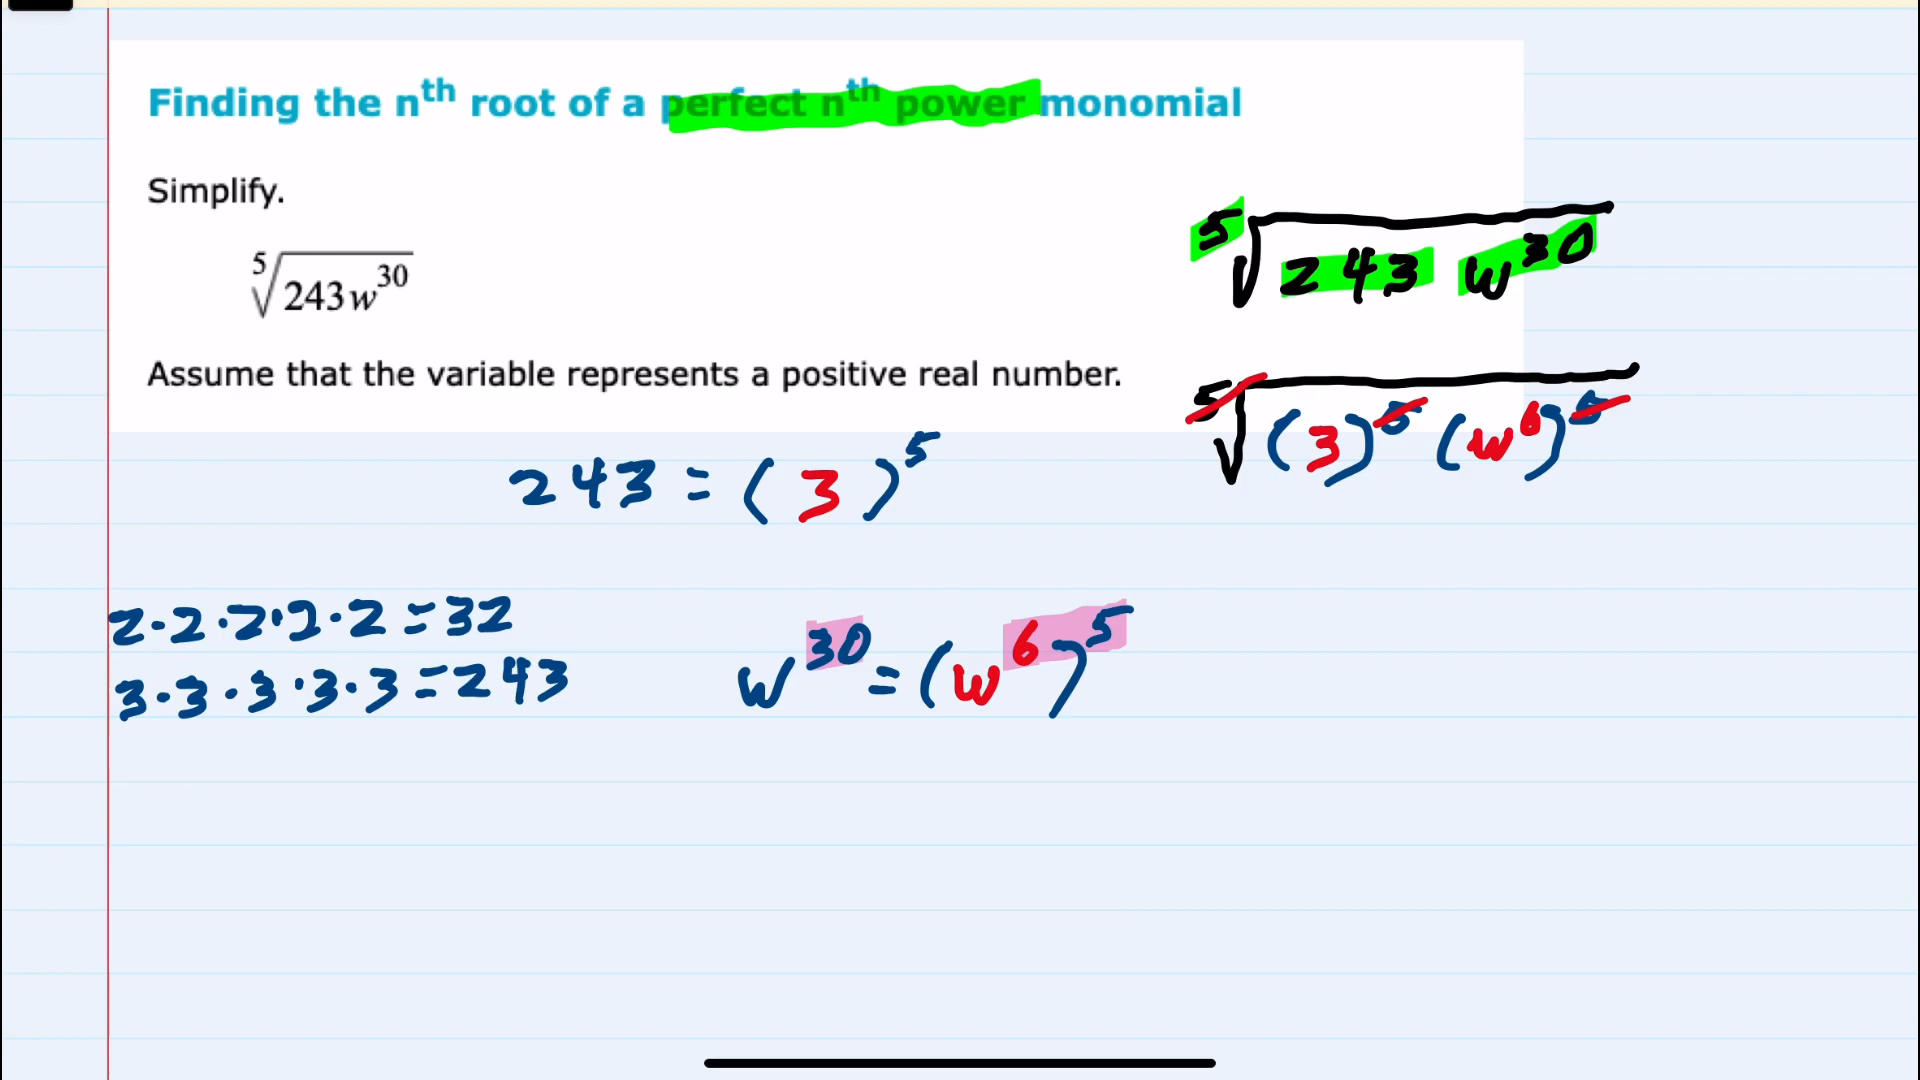 Finding the nth root of a perfect nth power monomial
Simplify.
⁵√243w³⁰
Assume that the variable represents a positive real number.
⁵√243 w³⁰
⁵√(3)⁵ (w⁶)⁵
243 = (3)⁵
2·2·2·2·2=32
3·3·3·3·3=243
w³⁰=(w⁶)⁵